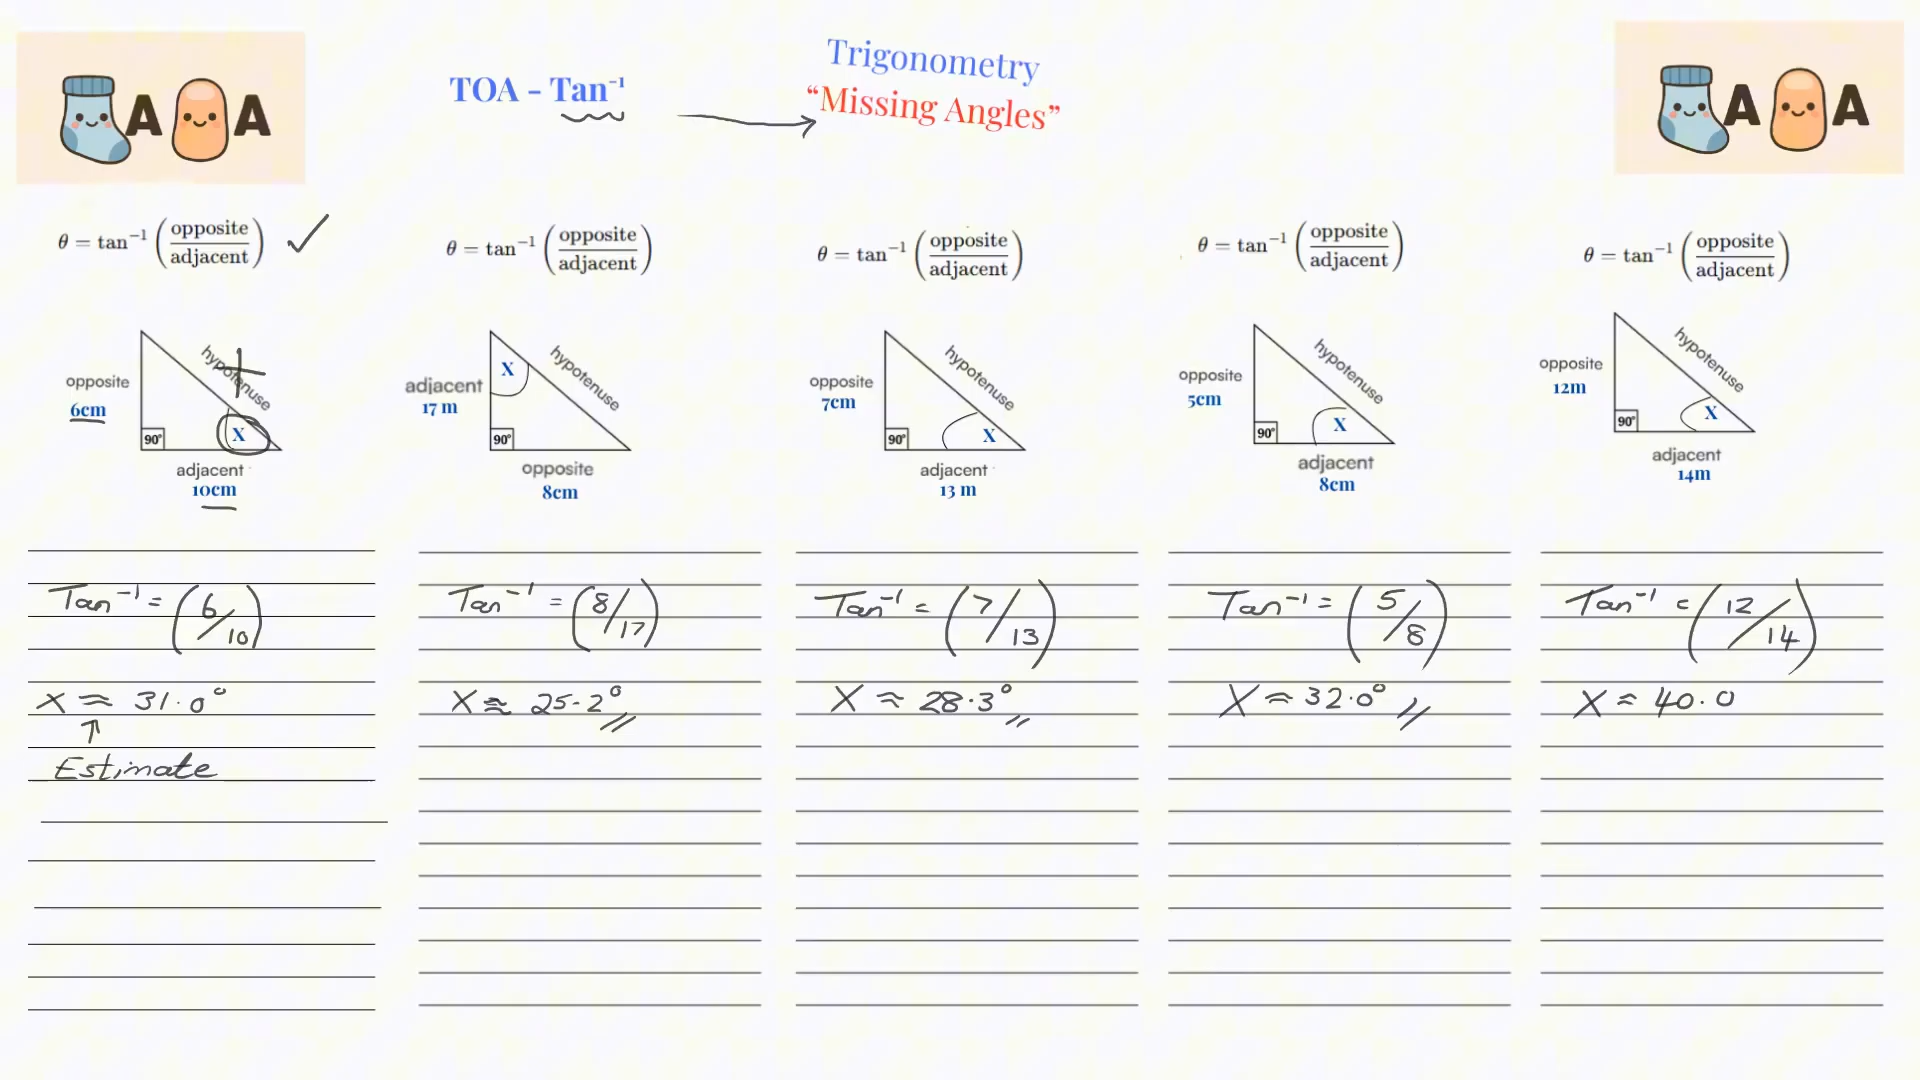 A A
TOA - Tan⁻¹
Trigonometry
“Missing Angles”
A A
θ = tan⁻¹ (opposite/adjacent)
opposite
6cm
hypotenuse
90°
X
adjacent
10cm
Tan⁻¹ = (6/10)
X ≈ 31.0°
↑
Estimate
θ = tan⁻¹ (opposite/adjacent)
X
hypotenuse
adjacent
17 m
90°
opposite
8cm
Tan⁻¹ = (8/17)
X ≈ 25.2°
θ = tan⁻¹ (opposite/adjacent)
hypotenuse
opposite
7cm
90°
X
adjacent
13 m
Tan⁻¹ = (7/13)
X ≈ 28.3°
θ = tan⁻¹ (opposite/adjacent)
hypotenuse
opposite
5cm
90°
X
adjacent
8cm
Tan⁻¹ = (5/8)
X ≈ 32.0°
θ = tan⁻¹ (opposite/adjacent)
hypotenuse
opposite
12m
90°
X
adjacent
14m
Tan⁻¹ = (12/14)
X ≈ 40.0